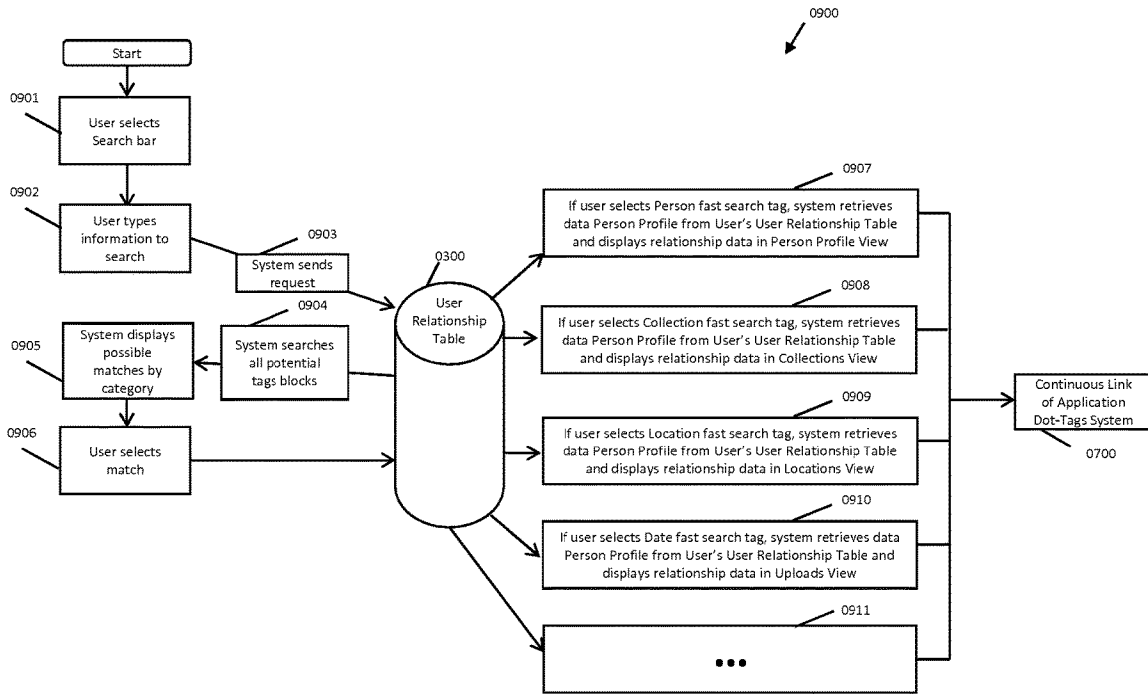 0900
Start
0901
User selects
Search bar
0902
User types
information to
search
0903
System sends
request
0300
User
Relationship
Table
0904
System searches
all potential
tags blocks
0905
System displays
possible
matches by
category
0906
User selects
match
0907
If user selects Person fast search tag, system retrieves
data Person Profile from User's User Relationship Table
and displays relationship data in Person Profile View
0908
If user selects Collection fast search tag, system retrieves
data Person Profile from User's User Relationship Table
and displays relationship data in Collections View
0909
If user selects Location fast search tag, system retrieves
data Person Profile from User's User Relationship Table
and displays relationship data in Locations View
0910
If user selects Date fast search tag, system retrieves data
Person Profile from User's User Relationship Table and
displays relationship data in Uploads View
0911
•••
Continuous Link
of Application
Dot-Tags System
0700